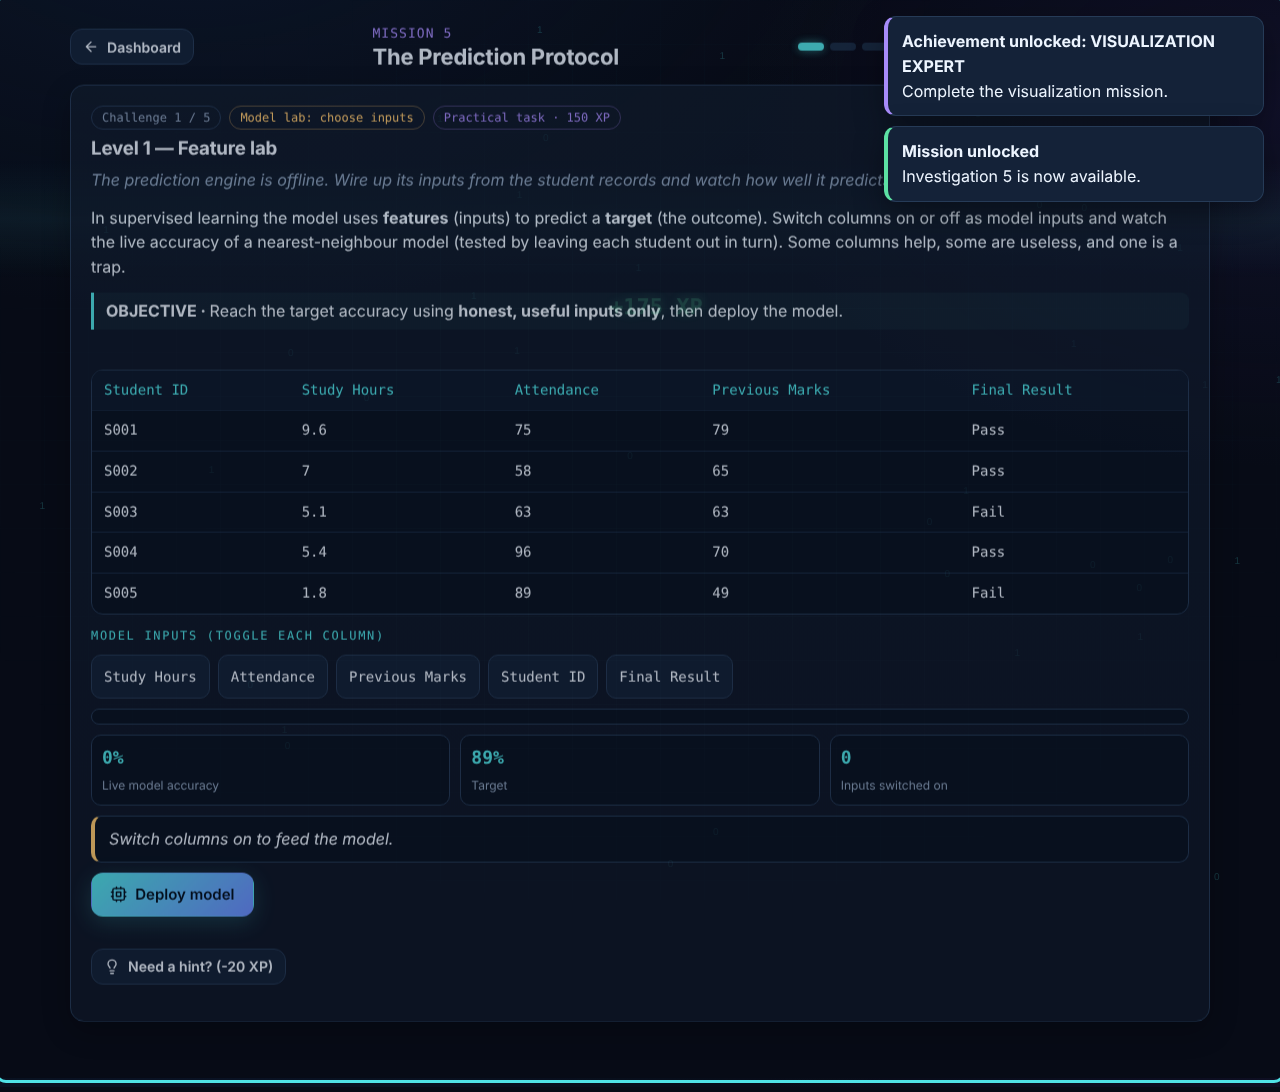 Dashboard
MISSION 5
The Prediction Protocol
Achievement unlocked: VISUALIZATION
EXPERT
Complete the visualization mission.
Mission unlocked
Investigation 5 is now available.
Challenge 1 / 5
Model lab: choose inputs
Practical task · 150 XP
Level 1 — Feature lab
The prediction engine is offline. Wire up its inputs from the student records and watch how well it predict
In supervised learning the model uses features (inputs) to predict a target (the outcome). Switch columns on or off as model inputs and watch
the live accuracy of a nearest-neighbour model (tested by leaving each student out in turn). Some columns help, some are useless, and one is a
trap.
+175 XP
OBJECTIVE · Reach the target accuracy using honest, useful inputs only, then deploy the model.
Student ID Study Hours Attendance Previous Marks Final Result
S001 9.6 75 79 Pass
S002 7 58 65 Pass
S003 5.1 63 63 Fail
S004 5.4 96 70 Pass
S005 1.8 89 49 Fail
MODEL INPUTS (TOGGLE EACH COLUMN)
Study Hours Attendance Previous Marks Student ID Final Result
0% 89% 0
Live model accuracy Target Inputs switched on
Switch columns on to feed the model.
Deploy model
Need a hint? (-20 XP)